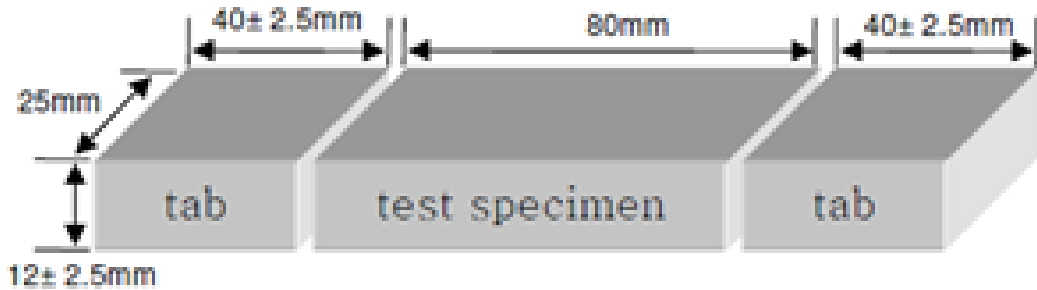 40± 2.5mm
80mm
40± 2.5mm
25mm
tab
test specimen
tab
12± 2.5mm